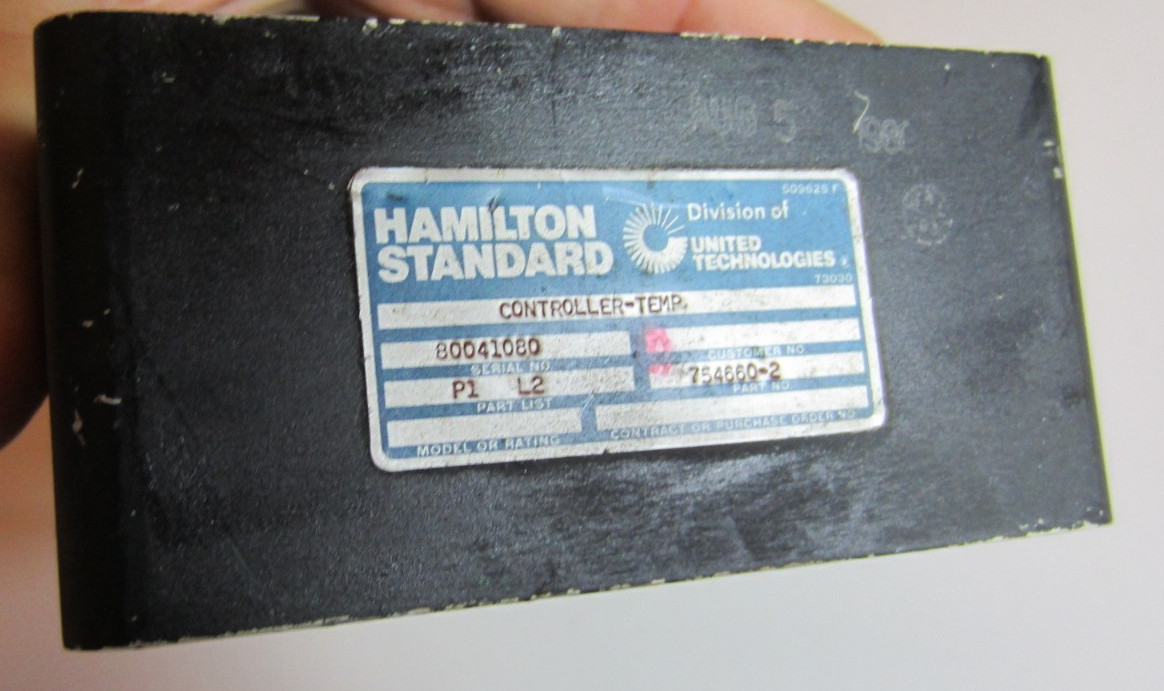 AUG 5 1980
509625 F
HAMILTON STANDARD
Division of
UNITED TECHNOLOGIES
73030
CONTROLLER-TEMP.
80041080
SERIAL NO.
CUSTOMER NO.
P1 L2
PART LIST
754660-2
PART NO.
MODEL OR RATING
CONTRACT OR PURCHASE ORDER NO.